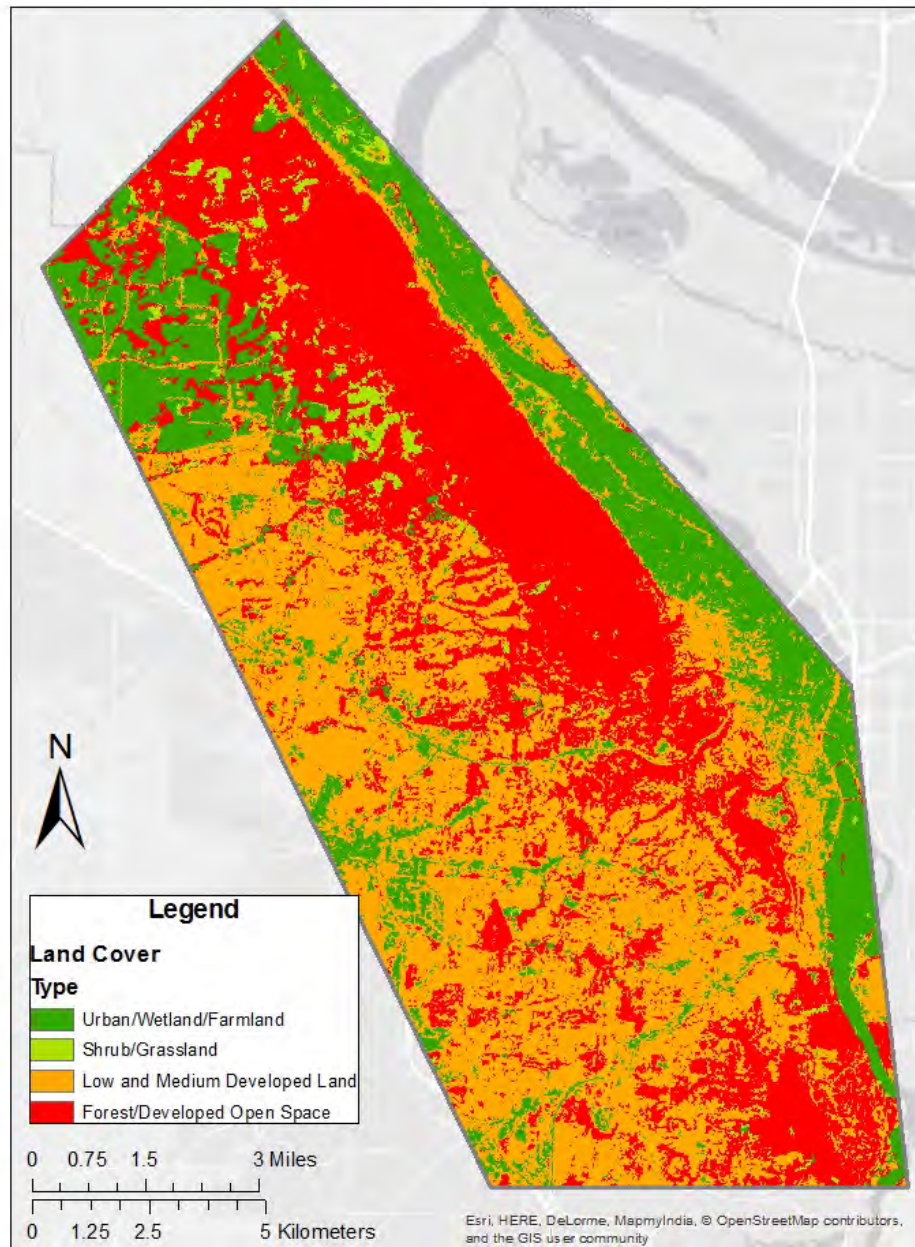 N
Legend
Land Cover
Type
Urban/Wetland/Farmland
Shrub/Grassland
Low and Medium Developed Land
Forest/Developed Open Space
0 0.75 1.5 3 Miles
0 1.25 2.5 5 Kilometers
Esri, HERE, DeLorme, MapmyIndia, © OpenStreetMap contributors,
and the GIS user community